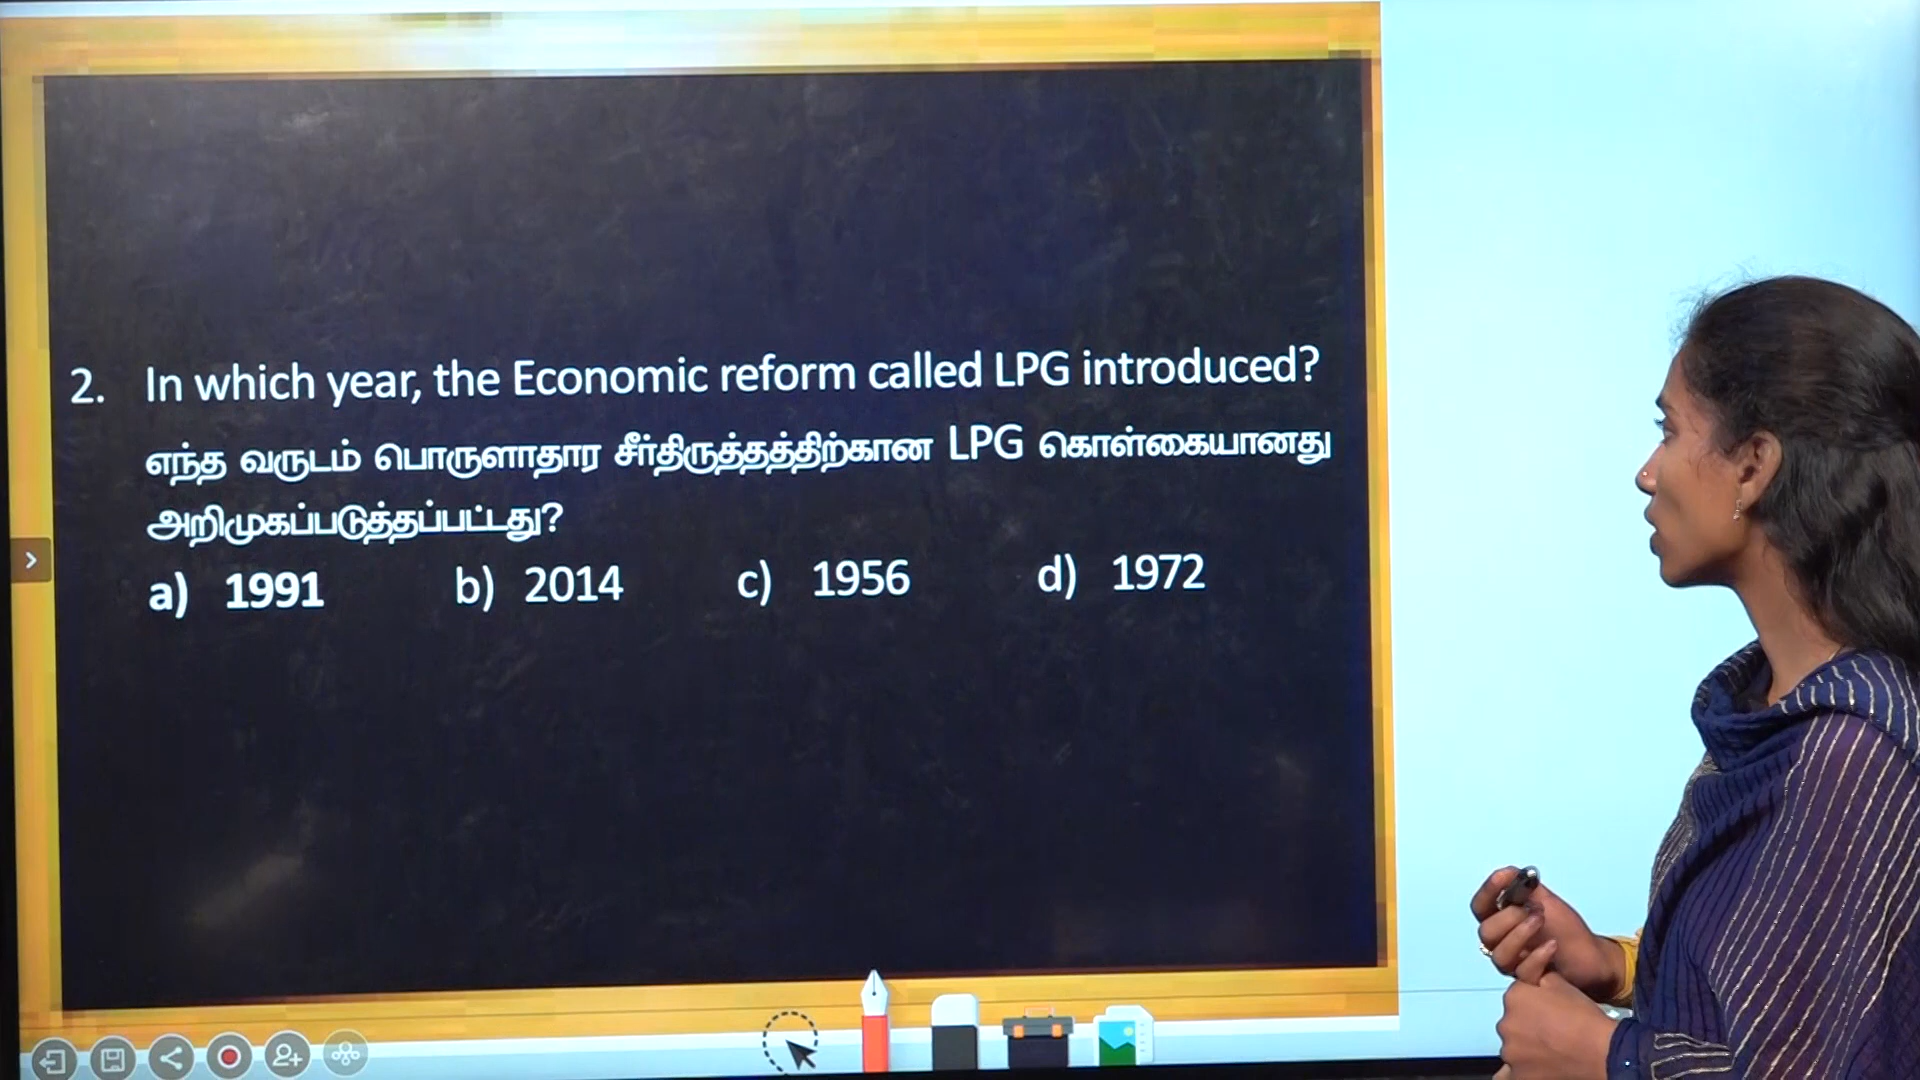 2. In which year, the Economic reform called LPG introduced?
எந்த வருடம் பொருளாதார சீர்திருத்தத்திற்கான LPG கொள்கையானது
அறிமுகப்படுத்தப்பட்டது?
a) 1991 b) 2014 c) 1956 d) 1972